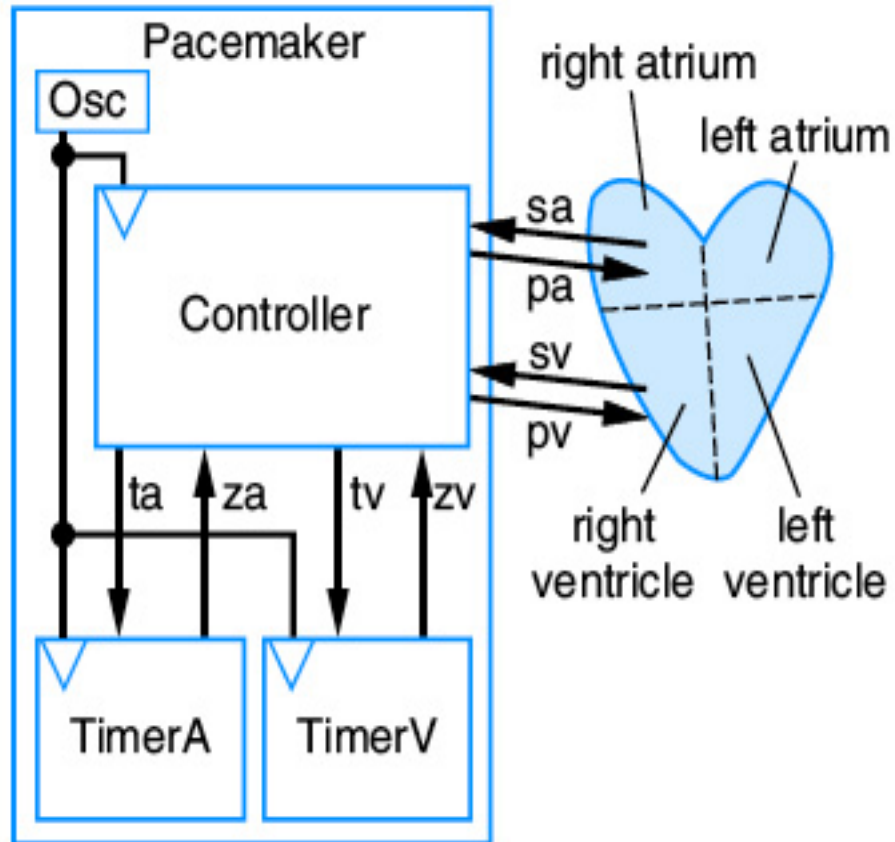 Pacemaker
Osc
right atrium
left atrium
sa
pa
Controller
sv
pv
ta
za
tv
zv
right
ventricle
left
ventricle
TimerA
TimerV